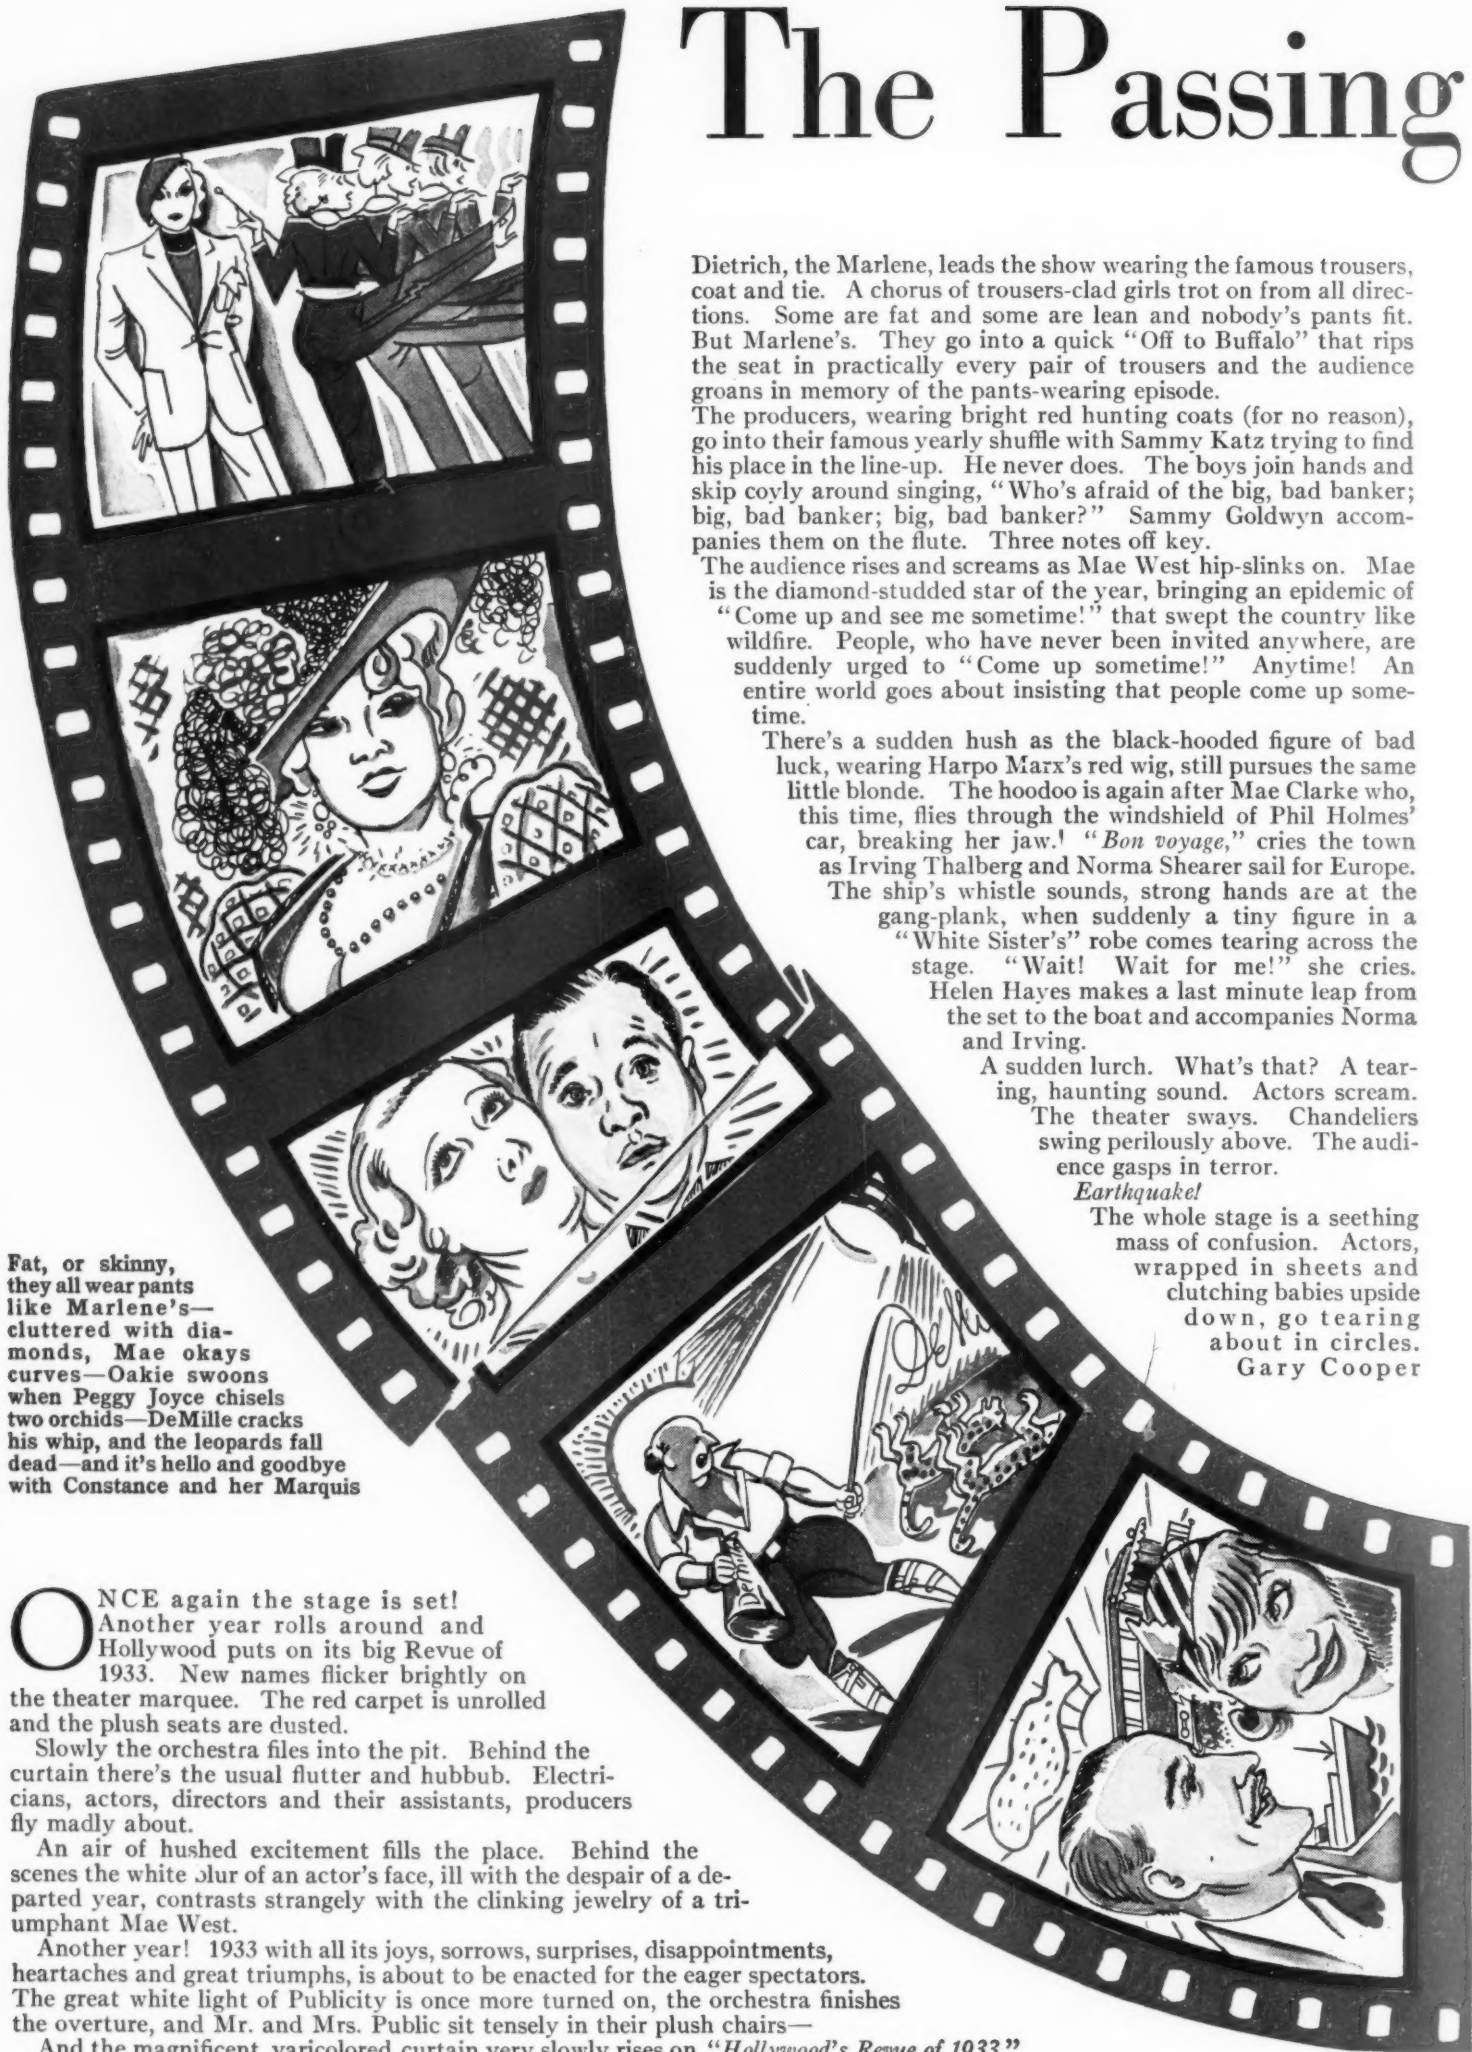 The Passing
Fat, or skinny,
they all wear pants
like Marlene's—
cluttered with dia-
monds, Mae okays
curves—Oakie swoons
when Peggy Joyce chisels
two orchids—DeMille cracks
his whip, and the leopards fall
dead—and it's hello and goodbye
with Constance and her Marquis
ONCE again the stage is set!
Another year rolls around and
Hollywood puts on its big Revue of
1933. New names flicker brightly on
the theater marquee. The red carpet is unrolled
and the plush seats are dusted.
Slowly the orchestra files into the pit. Behind the
curtain there's the usual flutter and hubbub. Electri-
cians, actors, directors and their assistants, producers
fly madly about.
An air of hushed excitement fills the place. Behind the
scenes the white blur of an actor's face, ill with the despair of a de-
parted year, contrasts strangely with the clinking jewelry of a tri-
umphant Mae West.
Another year! 1933 with all its joys, sorrows, surprises, disappointments,
heartaches and great triumphs, is about to be enacted for the eager spectators.
The great white light of Publicity is once more turned on, the orchestra finishes
the overture, and Mr. and Mrs. Public sit tensely in their plush chairs—
And the magnificent, varicolored curtain very slowly rises on "Hollywood's Revue of 1933"
Dietrich, the Marlene, leads the show wearing the famous trousers,
coat and tie. A chorus of trousers-clad girls trot on from all direc-
tions. Some are fat and some are lean and nobody's pants fit.
But Marlene's. They go into a quick "Off to Buffalo" that rips
the seat in practically every pair of trousers and the audience
groans in memory of the pants-wearing episode.
The producers, wearing bright red hunting coats (for no reason),
go into their famous yearly shuffle with Sammy Katz trying to find
his place in the line-up. He never does. The boys join hands and
skip coyly around singing, "Who's afraid of the big, bad banker;
big, bad banker; big, bad banker?" Sammy Goldwyn accom-
panies them on the flute. Three notes off key.
The audience rises and screams as Mae West hip-slinks on. Mae
is the diamond-studded star of the year, bringing an epidemic of
"Come up and see me sometime!" that swept the country like
wildfire. People, who have never been invited anywhere, are
suddenly urged to "Come up sometime!" Anytime! An
entire world goes about insisting that people come up some-
time.
There's a sudden hush as the black-hooded figure of bad
luck, wearing Harpo Marx's red wig, still pursues the same
little blonde. The hoodoo is again after Mae Clarke who,
this time, flies through the windshield of Phil Holmes'
car, breaking her jaw.! "Bon voyage," cries the town
as Irving Thalberg and Norma Shearer sail for Europe.
The ship's whistle sounds, strong hands are at the
gang-plank, when suddenly a tiny figure in a
"White Sister's" robe comes tearing across the
stage. "Wait! Wait for me!" she cries.
Helen Hayes makes a last minute leap from
the set to the boat and accompanies Norma
and Irving.
A sudden lurch. What's that? A tear-
ing, haunting sound. Actors scream.
The theater sways. Chandeliers
swing perilously above. The audi-
ence gasps in terror.
Earthquake!
The whole stage is a seething
mass of confusion. Actors,
wrapped in sheets and
clutching babies upside
down, go tearing
about in circles.
Gary Cooper